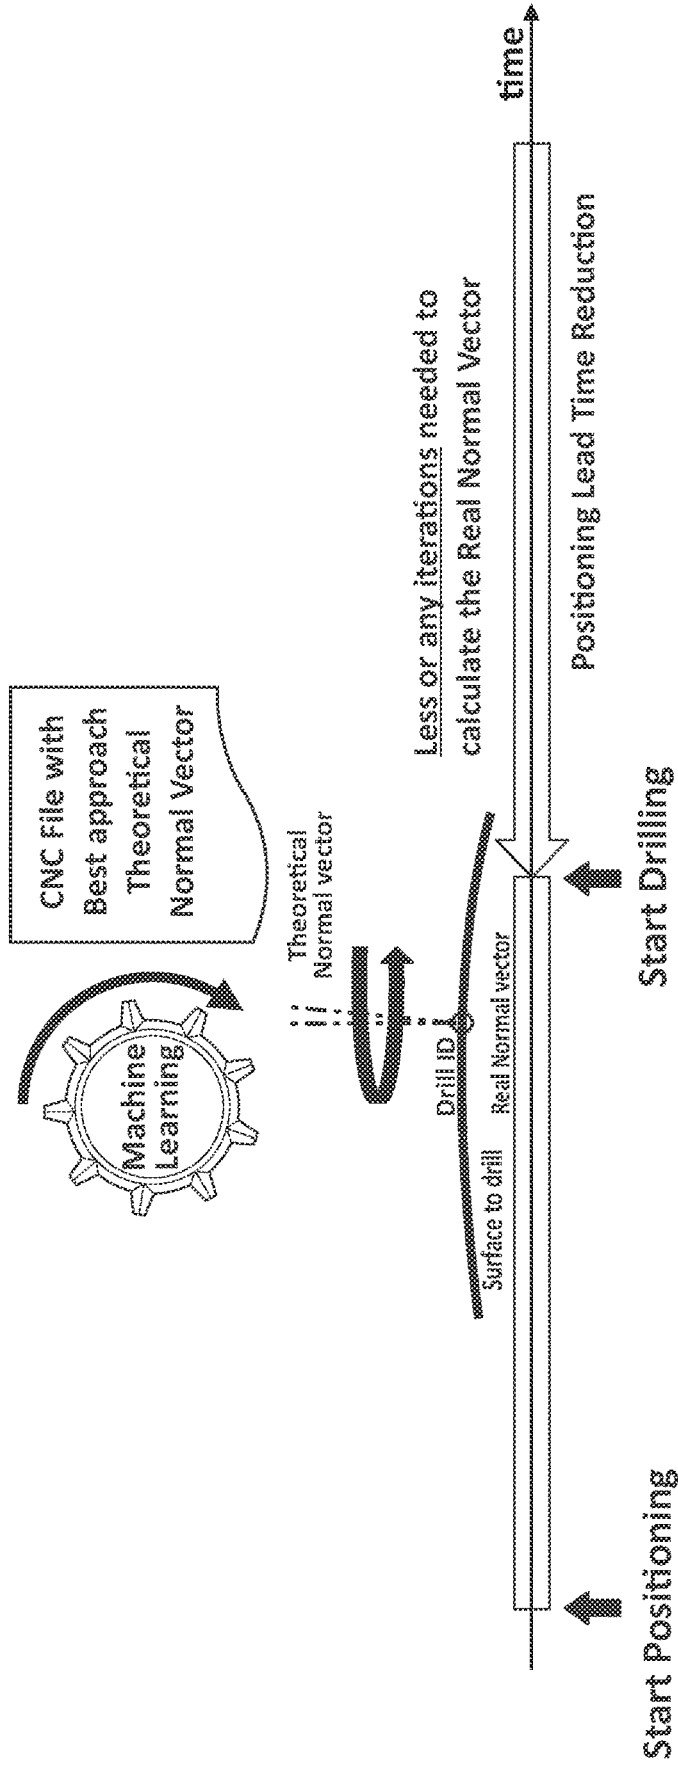 Machine
Learning
CNC File with
Best approach
Theoretical
Normal Vector
Theoretical
Normal vector
Drill ID
Real Normal vector
Surface to drill
Less or any iterations needed to
calculate the Real Normal Vector
time
Positioning Lead Time Reduction
Start Positioning
Start Drilling